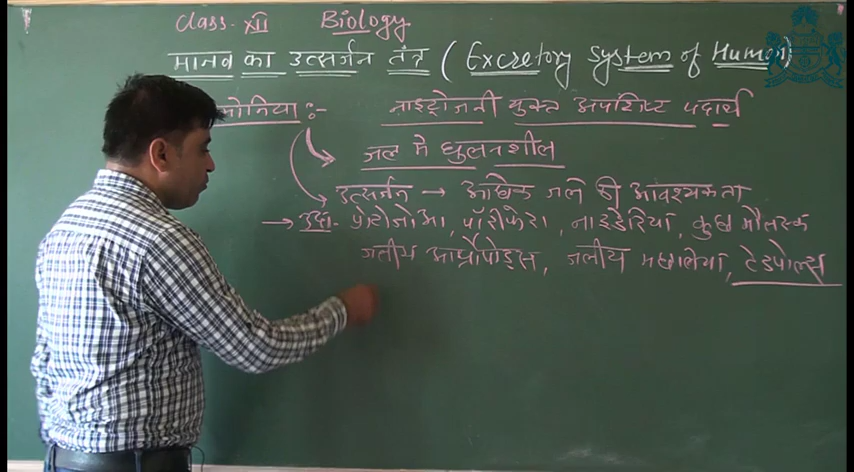 Class-XII Biology
मानव का उत्सर्जन तंत्र (Excretory System of Human)
मोनिया :- नाइट्रोजनी युक्त अपशिष्ट पदार्थ
जल में घुलनशील
उत्सर्जन → अधिक जल की आवश्यकता
→ उदा- प्रोटोजोआ, पॉरीफेरा, नाइडेरिया, कुछ मौलस्क
जलीय आर्थ्रोपोड्स, जलीय मछलियां, टेडपोल्स